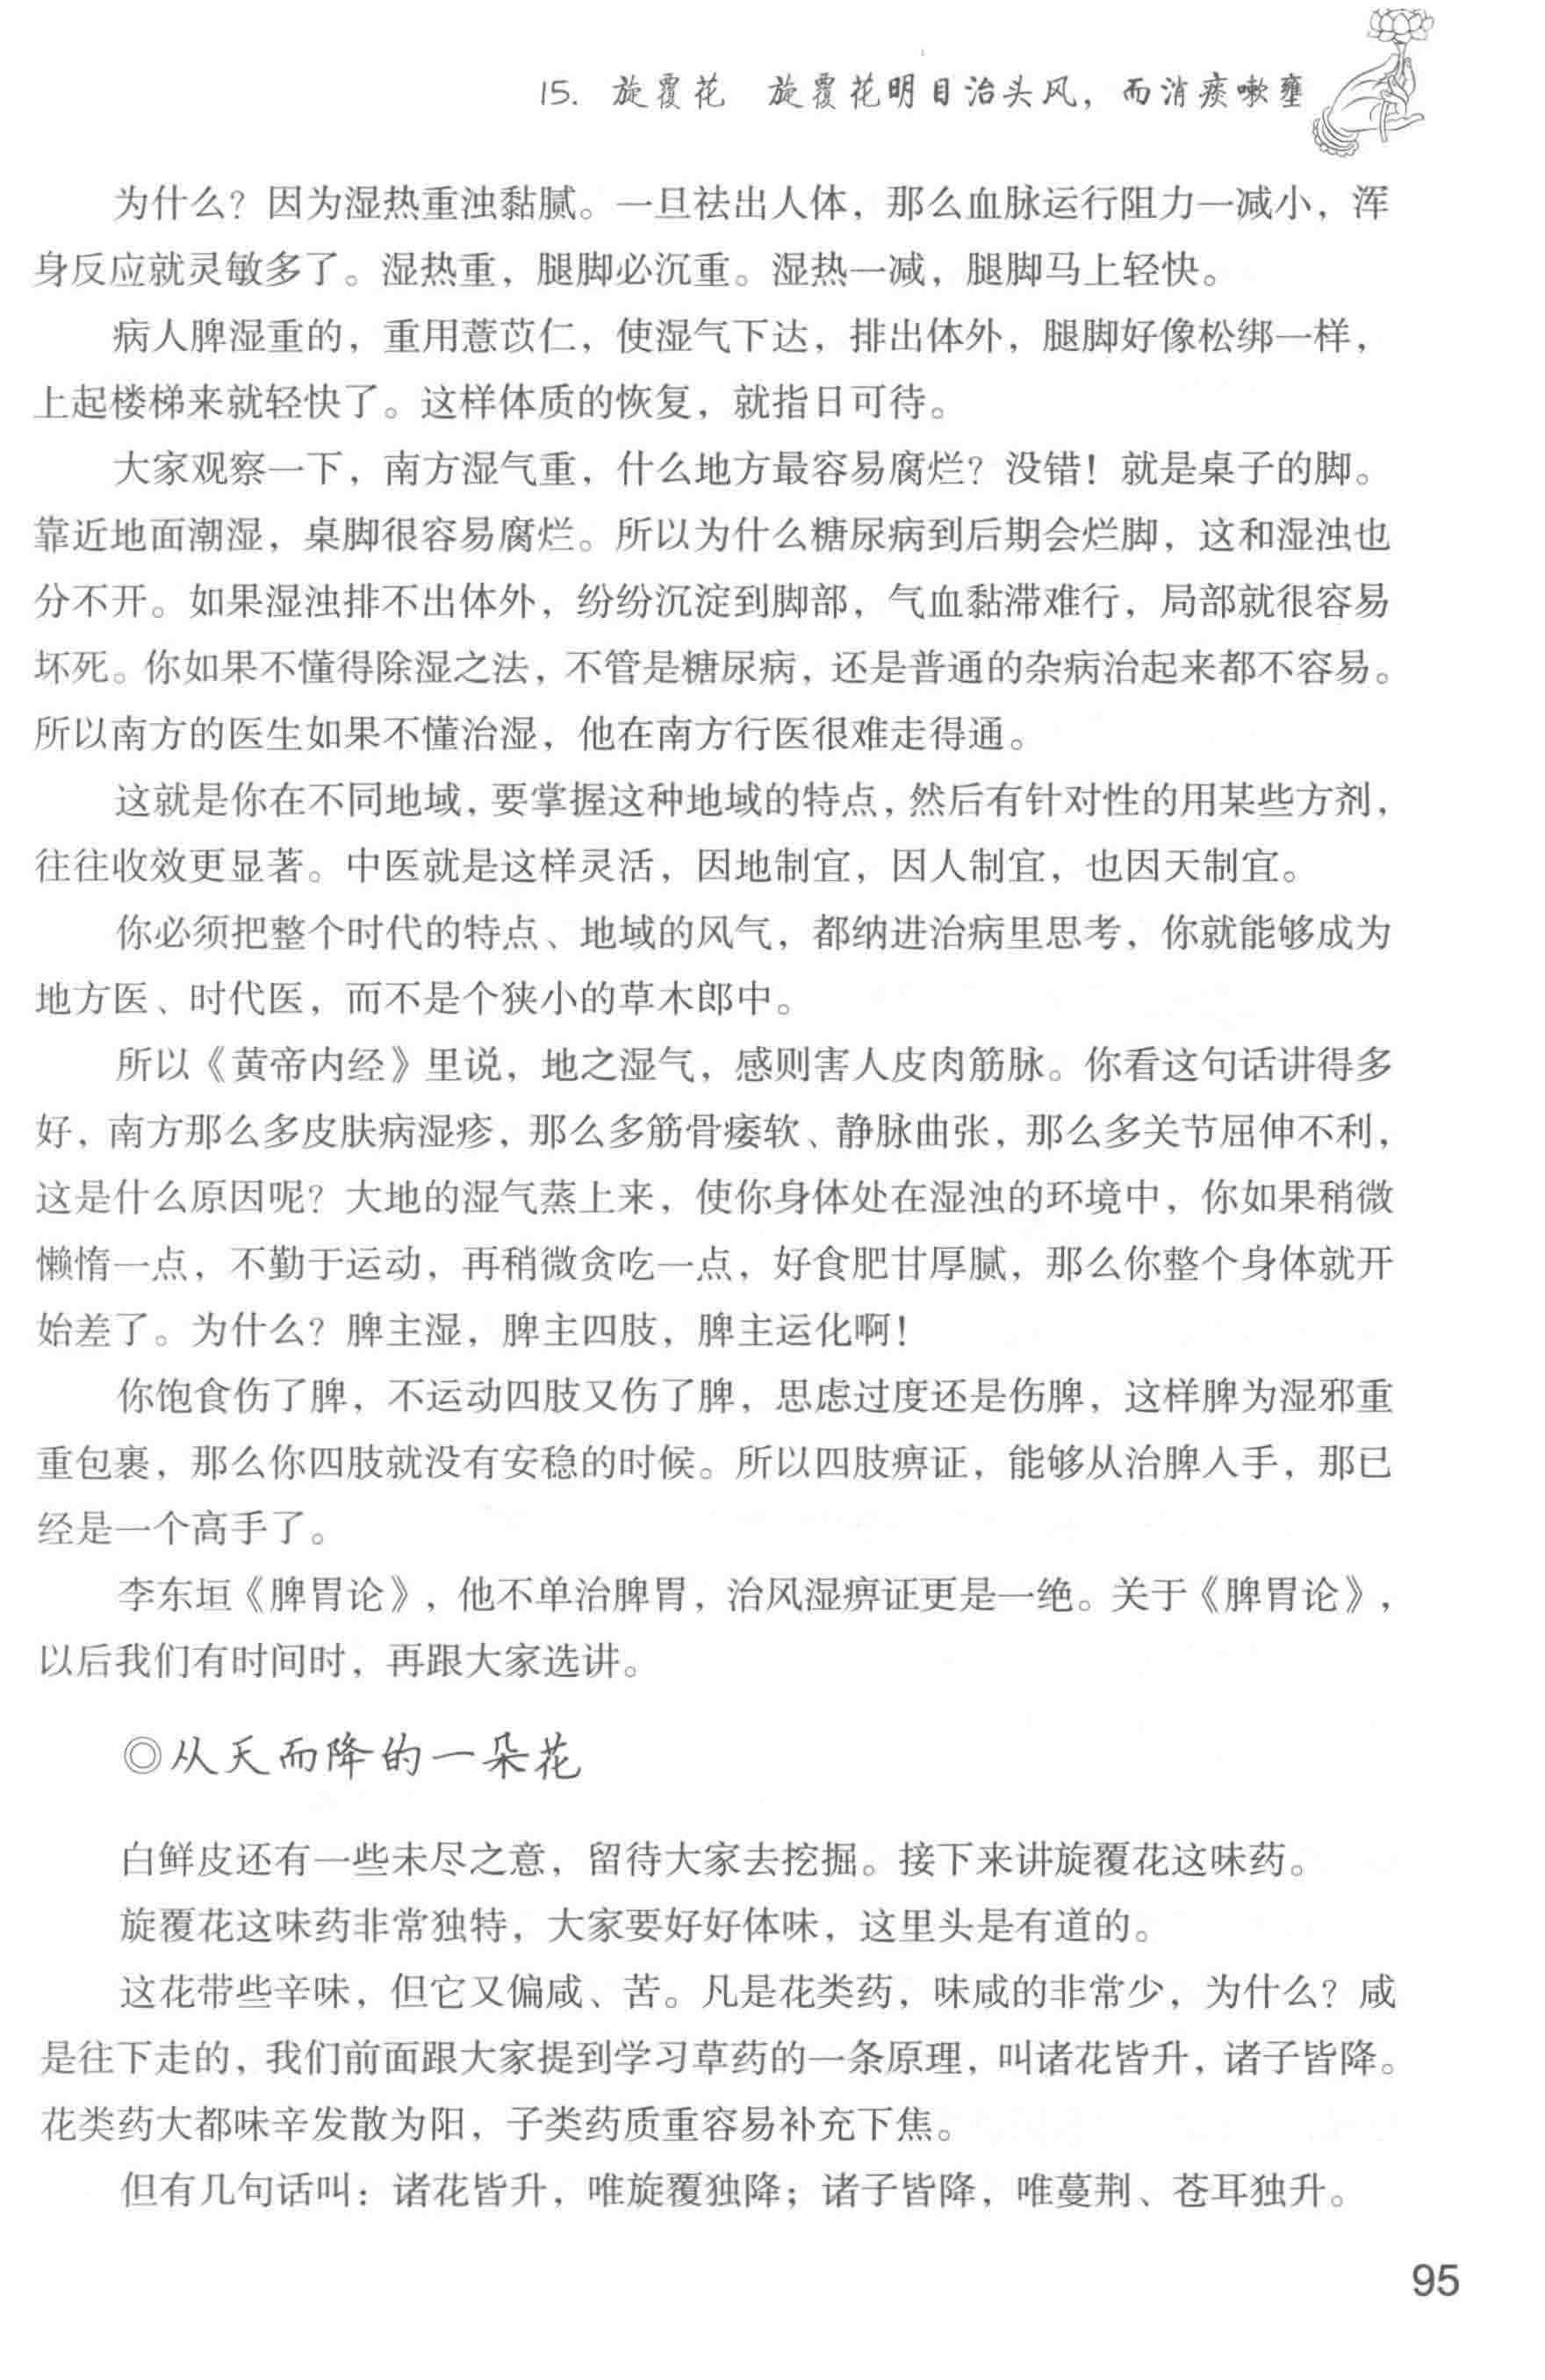 15. 旋覆花 旋覆花明目治头风，而消痰嗽壅
为什么？因为湿热重浊黏腻。一旦祛出人体，那么血脉运行阻力一减小，浑
身反应就灵敏多了。湿热重，腿脚必沉重。湿热一减，腿脚马上轻快。
病人脾湿重的，重用薏苡仁，使湿气下达，排出体外，腿脚好像松绑一样，
上起楼梯来就轻快了。这样体质的恢复，就指日可待。
大家观察一下，南方湿气重，什么地方最容易腐烂？没错！就是桌子的脚。
靠近地面潮湿，桌脚很容易腐烂。所以为什么糖尿病到后期会烂脚，这和湿浊也
分不开。如果湿浊排不出体外，纷纷沉淀到脚部，气血黏滞难行，局部就很容易
坏死。你如果不懂得除湿之法，不管是糖尿病，还是普通的杂病治起来都不容易。
所以南方的医生如果不懂治湿，他在南方行医很难走得通。
这就是你在不同地域，要掌握这种地域的特点，然后有针对性的用某些方剂，
往往收效更显著。中医就是这样灵活，因地制宜，因人制宜，也因天制宜。
你必须把整个时代的特点、地域的风气，都纳进治病里思考，你就能够成为
地方医、时代医，而不是个狭小的草木郎中。
所以《黄帝内经》里说，地之湿气，感则害人皮肉筋脉。你看这句话讲得多
好，南方那么多皮肤病湿疹，那么多筋骨痿软、静脉曲张，那么多关节屈伸不利，
这是什么原因呢？大地的湿气蒸上来，使你身体处在湿浊的环境中，你如果稍微
懒惰一点，不勤于运动，再稍微贪吃一点，好食肥甘厚腻，那么你整个身体就开
始差了。为什么？脾主湿，脾主四肢，脾主运化啊！
你饱食伤了脾，不运动四肢又伤了脾，思虑过度还是伤脾，这样脾为湿邪重
重包裹，那么你四肢就没有安稳的时候。所以四肢痹证，能够从治脾入手，那已
经是一个高手了。
李东垣《脾胃论》，他不单治脾胃，治风湿痹证更是一绝。关于《脾胃论》，
以后我们有时间时，再跟大家选讲。
◎从天而降的一朵花
白鲜皮还有一些未尽之意，留待大家去挖掘。接下来讲旋覆花这味药。
旋覆花这味药非常独特，大家要好好体味，这里头是有道的。
这花带些辛味，但它又偏咸、苦。凡是花类药，味咸的非常少，为什么？咸
是往下走的，我们前面跟大家提到学习草药的一条原理，叫诸花皆升，诸子皆降。
花类药大都味辛发散为阳，子类药质重容易补充下焦。
但有几句话叫：诸花皆升，唯旋覆独降；诸子皆降，唯蔓荆、苍耳独升。
95